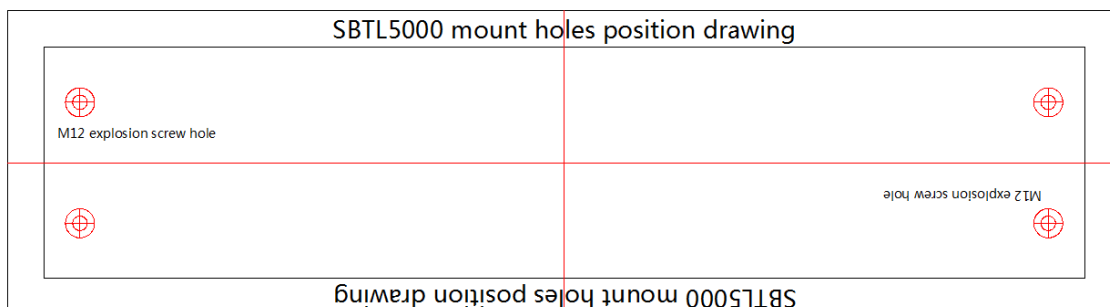 SBTL5000 mount holes position drawing
M12 explosion screw hole
M12 explosion screw
hole
SBTL5000 mount holes position drawing